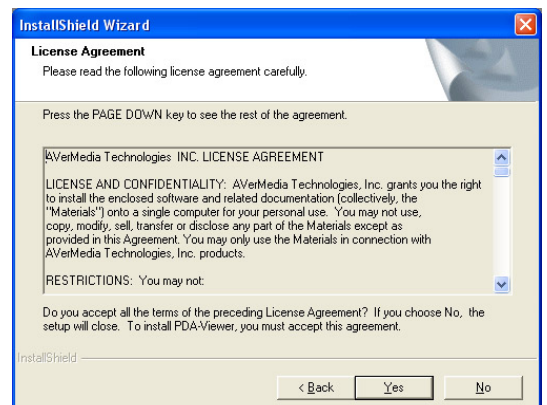 InstallShield Wizard
License Agreement
Please read the following license agreement carefully.
Press the PAGE DOWN key to see the rest of the agreement.
AVerMedia Technologies INC. LICENSE AGREEMENT
LICENSE AND CONFIDENTIALITY: AVerMedia Technologies, Inc. grants you the right
to install the enclosed software and related documentation (collectively, the
"Materials") onto a single computer for your personal use. You may not use,
copy, modify, sell, transfer or disclose any part of the Materials except as
provided in this Agreement. You may only use the Materials in connection with
AVerMedia Technologies, Inc. products.
RESTRICTIONS: You may not:
Do you accept all the terms of the preceding License Agreement? If you choose No, the
setup will close. To install PDA-Viewer, you must accept this agreement.
InstallShield
< Back Yes No